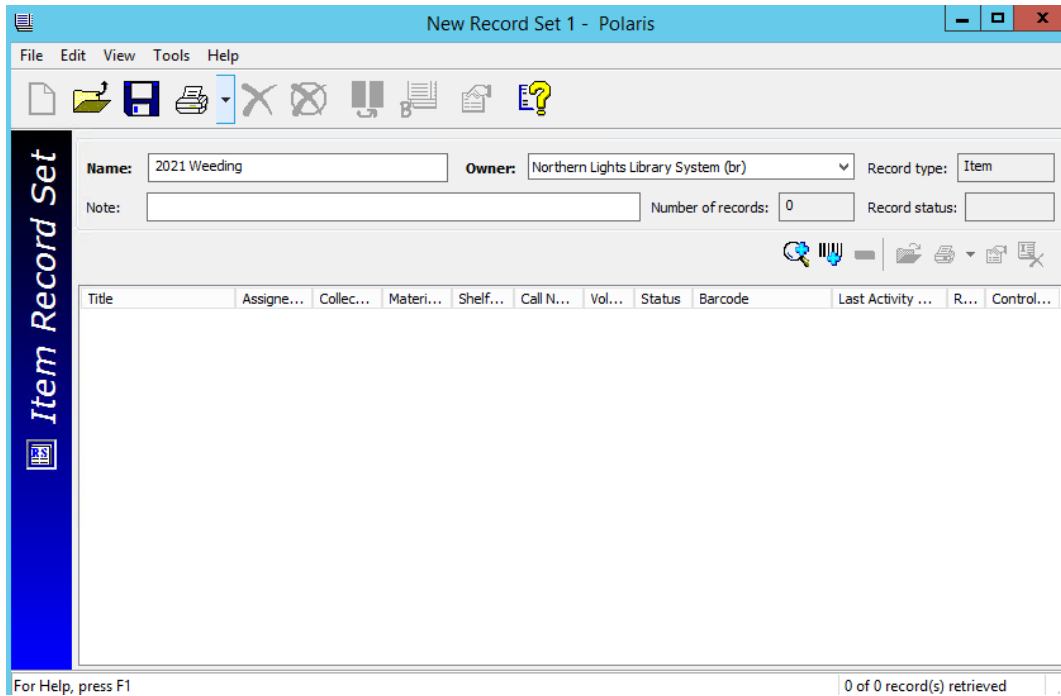 New Record Set 1 - Polaris
File Edit View Tools Help
Item Record Set
Name: 2021 Weeding Owner: Northern Lights Library System (br) Record type: Item
Note: Number of records: 0 Record status:
Title Assigne... Collec... Materi... Shelf... Call N... Vol... Status Barcode Last Activity ... R... Control...
For Help, press F1 0 of 0 record(s) retrieved